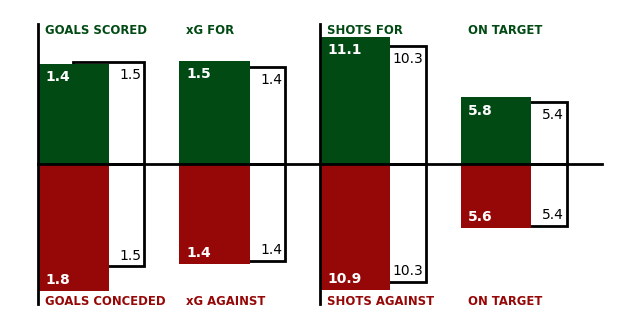 GOALS SCORED xG FOR SHOTS FOR ON TARGET
1.4 1.5 1.5 1.4 11.1 10.3 5.8 5.4
1.8 1.5 1.4 1.4 10.9 10.3 5.6 5.4
GOALS CONCEDED xG AGAINST SHOTS AGAINST ON TARGET